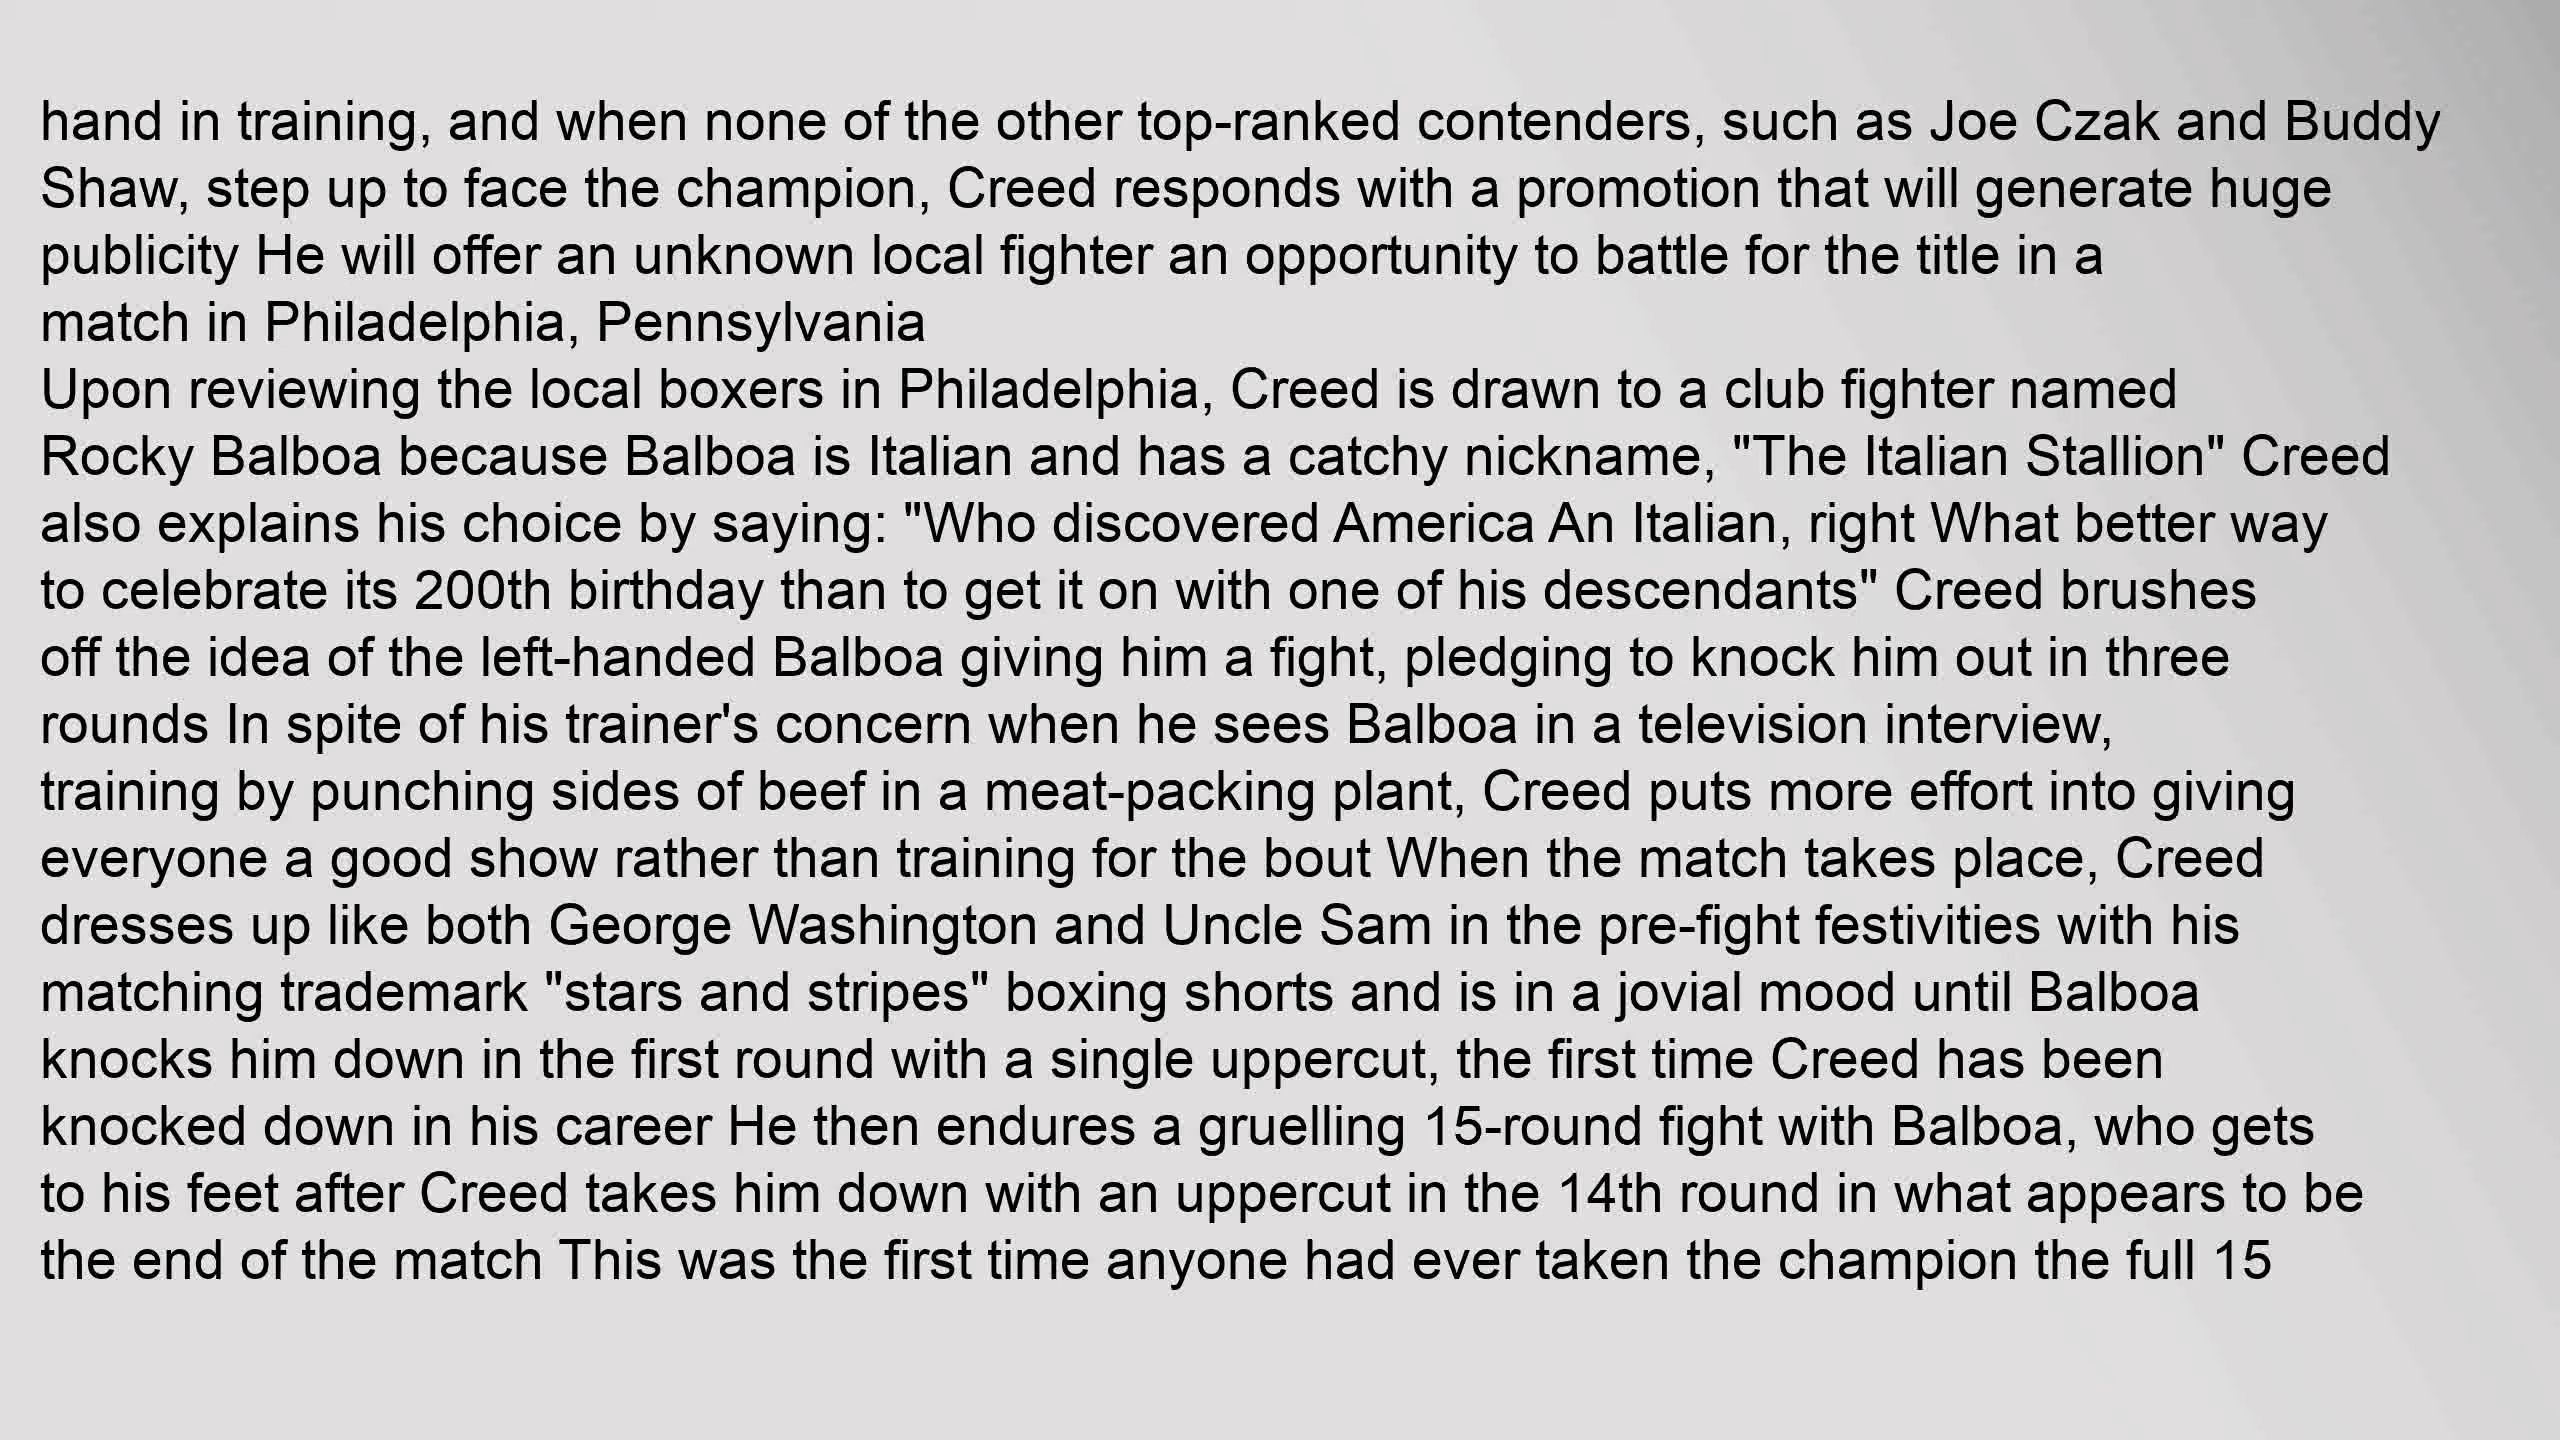 hand in training, and when none of the other top-ranked contenders, such as Joe Czak and Buddy
Shaw, step up to face the champion, Creed responds with a promotion that will generate huge
publicity He will offer an unknown local fighter an opportunity to battle for the title in a
match in Philadelphia, Pennsylvania
Upon reviewing the local boxers in Philadelphia, Creed is drawn to a club fighter named
Rocky Balboa because Balboa is Italian and has a catchy nickname, "The Italian Stallion" Creed
also explains his choice by saying: "Who discovered America An Italian, right What better way
to celebrate its 200th birthday than to get it on with one of his descendants" Creed brushes
off the idea of the left-handed Balboa giving him a fight, pledging to knock him out in three
rounds In spite of his trainer's concern when he sees Balboa in a television interview,
training by punching sides of beef in a meat-packing plant, Creed puts more effort into giving
everyone a good show rather than training for the bout When the match takes place, Creed
dresses up like both George Washington and Uncle Sam in the pre-fight festivities with his
matching trademark "stars and stripes" boxing shorts and is in a jovial mood until Balboa
knocks him down in the first round with a single uppercut, the first time Creed has been
knocked down in his career He then endures a gruelling 15-round fight with Balboa, who gets
to his feet after Creed takes him down with an uppercut in the 14th round in what appears to be
the end of the match This was the first time anyone had ever taken the champion the full 15